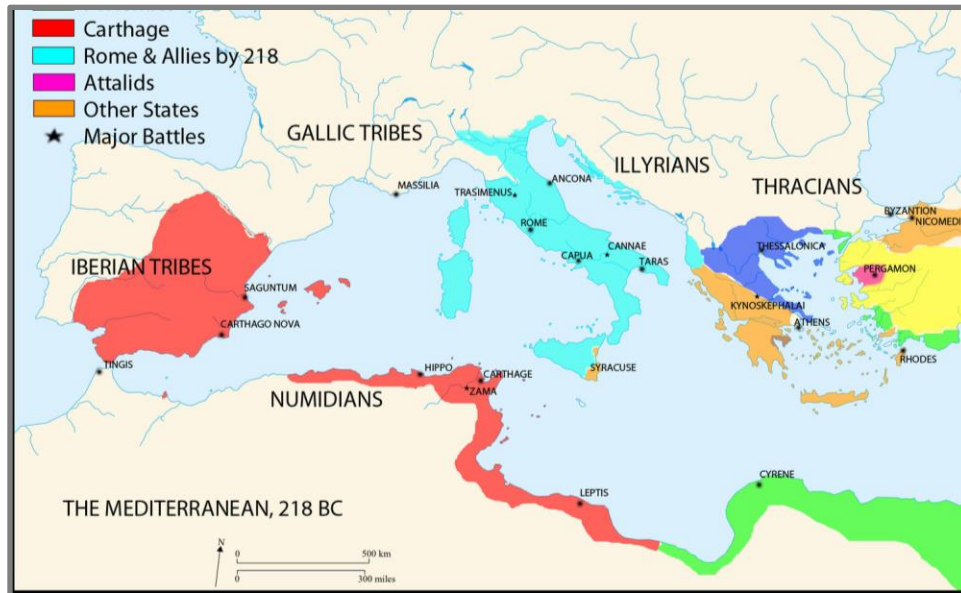 Carthage
Rome & Allies by 218
Attalids
Other States
Major Battles
GALLIC TRIBES
ILLYRIANS
THRACIANS
MASSILIA
TRASIMENUS
ANCONA
BYZANTION
NICOMEDI
ROME
CANNAE
THESSALONICA
IBERIAN TRIBES
CAPUA
TARAS
PERGAMON
SAGUNTUM
KYNOSKEPHALAI
CARTHAGO NOVA
ATHENS
TINGIS
HIPPO
CARTHAGE
SYRACUSE
RHODES
ZAMA
NUMIDIANS
CYRENE
LEPTIS
THE MEDITERRANEAN, 218 BC
N
0 500 km
0 300 miles